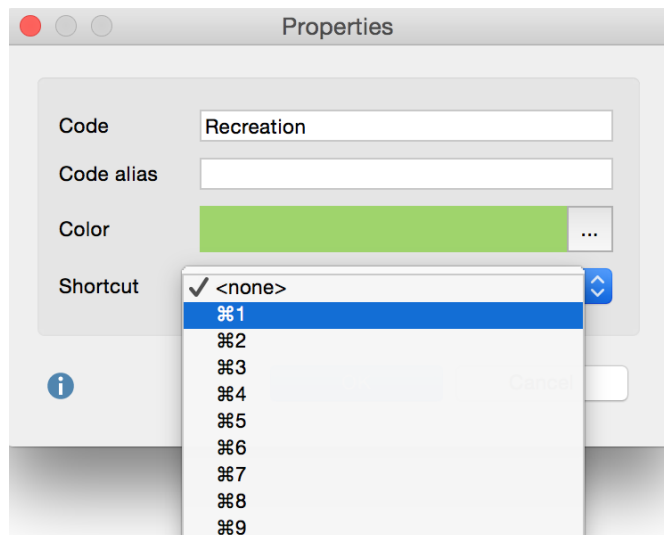 Properties
Code
Recreation
Code alias
Color
...
Shortcut
<none>
⌘1
⌘2
⌘3
⌘4
⌘5
⌘6
⌘7
⌘8
⌘9
Cancel